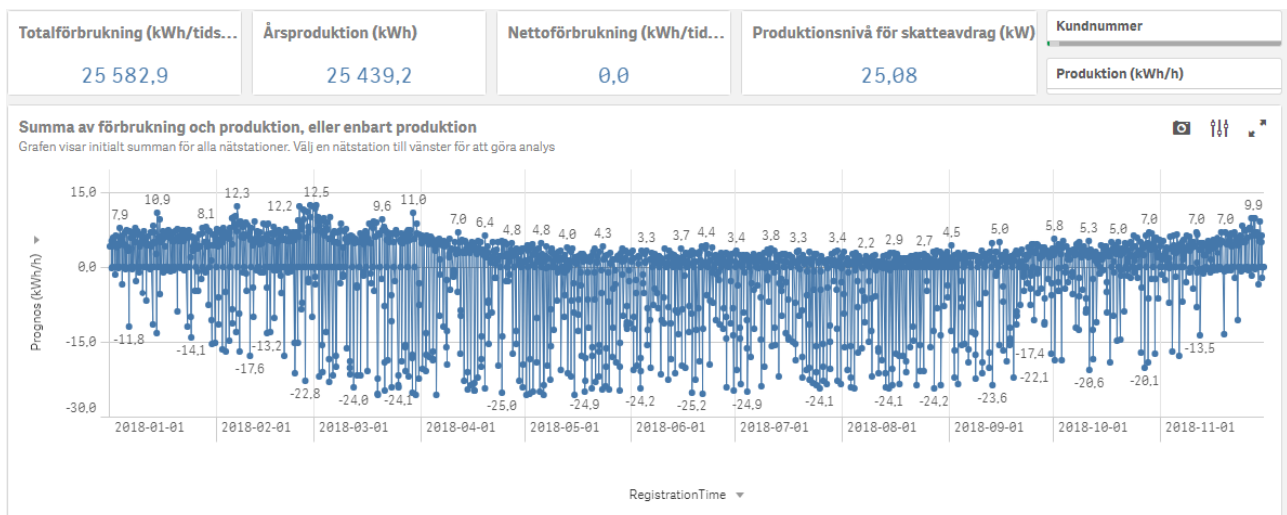 Totalförbrukning (kWh/tids...
25 582,9
Årsproduktion (kWh)
25 439,2
Nettoförbrukning (kWh/tid...
0,0
Produktionsnivå för skatteavdrag (kW)
25,08
Kundnummer
Produktion (kWh/h)
Summa av förbrukning och produktion, eller enbart produktion
Grafen visar initialt summan för alla nätstationer. Välj en nätstation till vänster för att göra analys
Prognos (kWh/h)
15,0
0,0
-15,0
-30,0
7,9 10,9 8,1 12,3 12,2 12,5 9,6 11,0 7,0 6,4 4,8 4,8 4,0 4,3 3,3 3,7 4,4 3,4 3,8 3,3 3,4 2,2 2,9 2,7 4,5 5,0 5,8 5,3 5,0 7,0 7,0 7,0 9,9
-11,8 -14,1 -17,6 -13,2 -22,8 -24,0 -24,1 -25,0 -24,9 -24,2 -25,2 -24,9 -24,1 -24,1 -24,2 -23,6 -22,1 -17,4 -20,6 -20,1 -13,5
2018-01-01 2018-02-01 2018-03-01 2018-04-01 2018-05-01 2018-06-01 2018-07-01 2018-08-01 2018-09-01 2018-10-01 2018-11-01
RegistrationTime